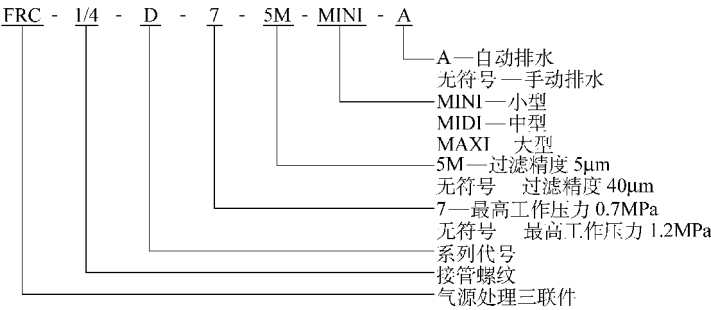 FRC - 1/4 - D - 7 - 5M - MINI - A
A—自动排水
无符号—手动排水
MINI—小型
MIDI—中型
MAXI 大型
5M—过滤精度 5μm
无符号 过滤精度 40μm
7—最高工作压力 0.7MPa
无符号 最高工作压力 1.2MPa
系列代号
接管螺纹
气源处理三联件